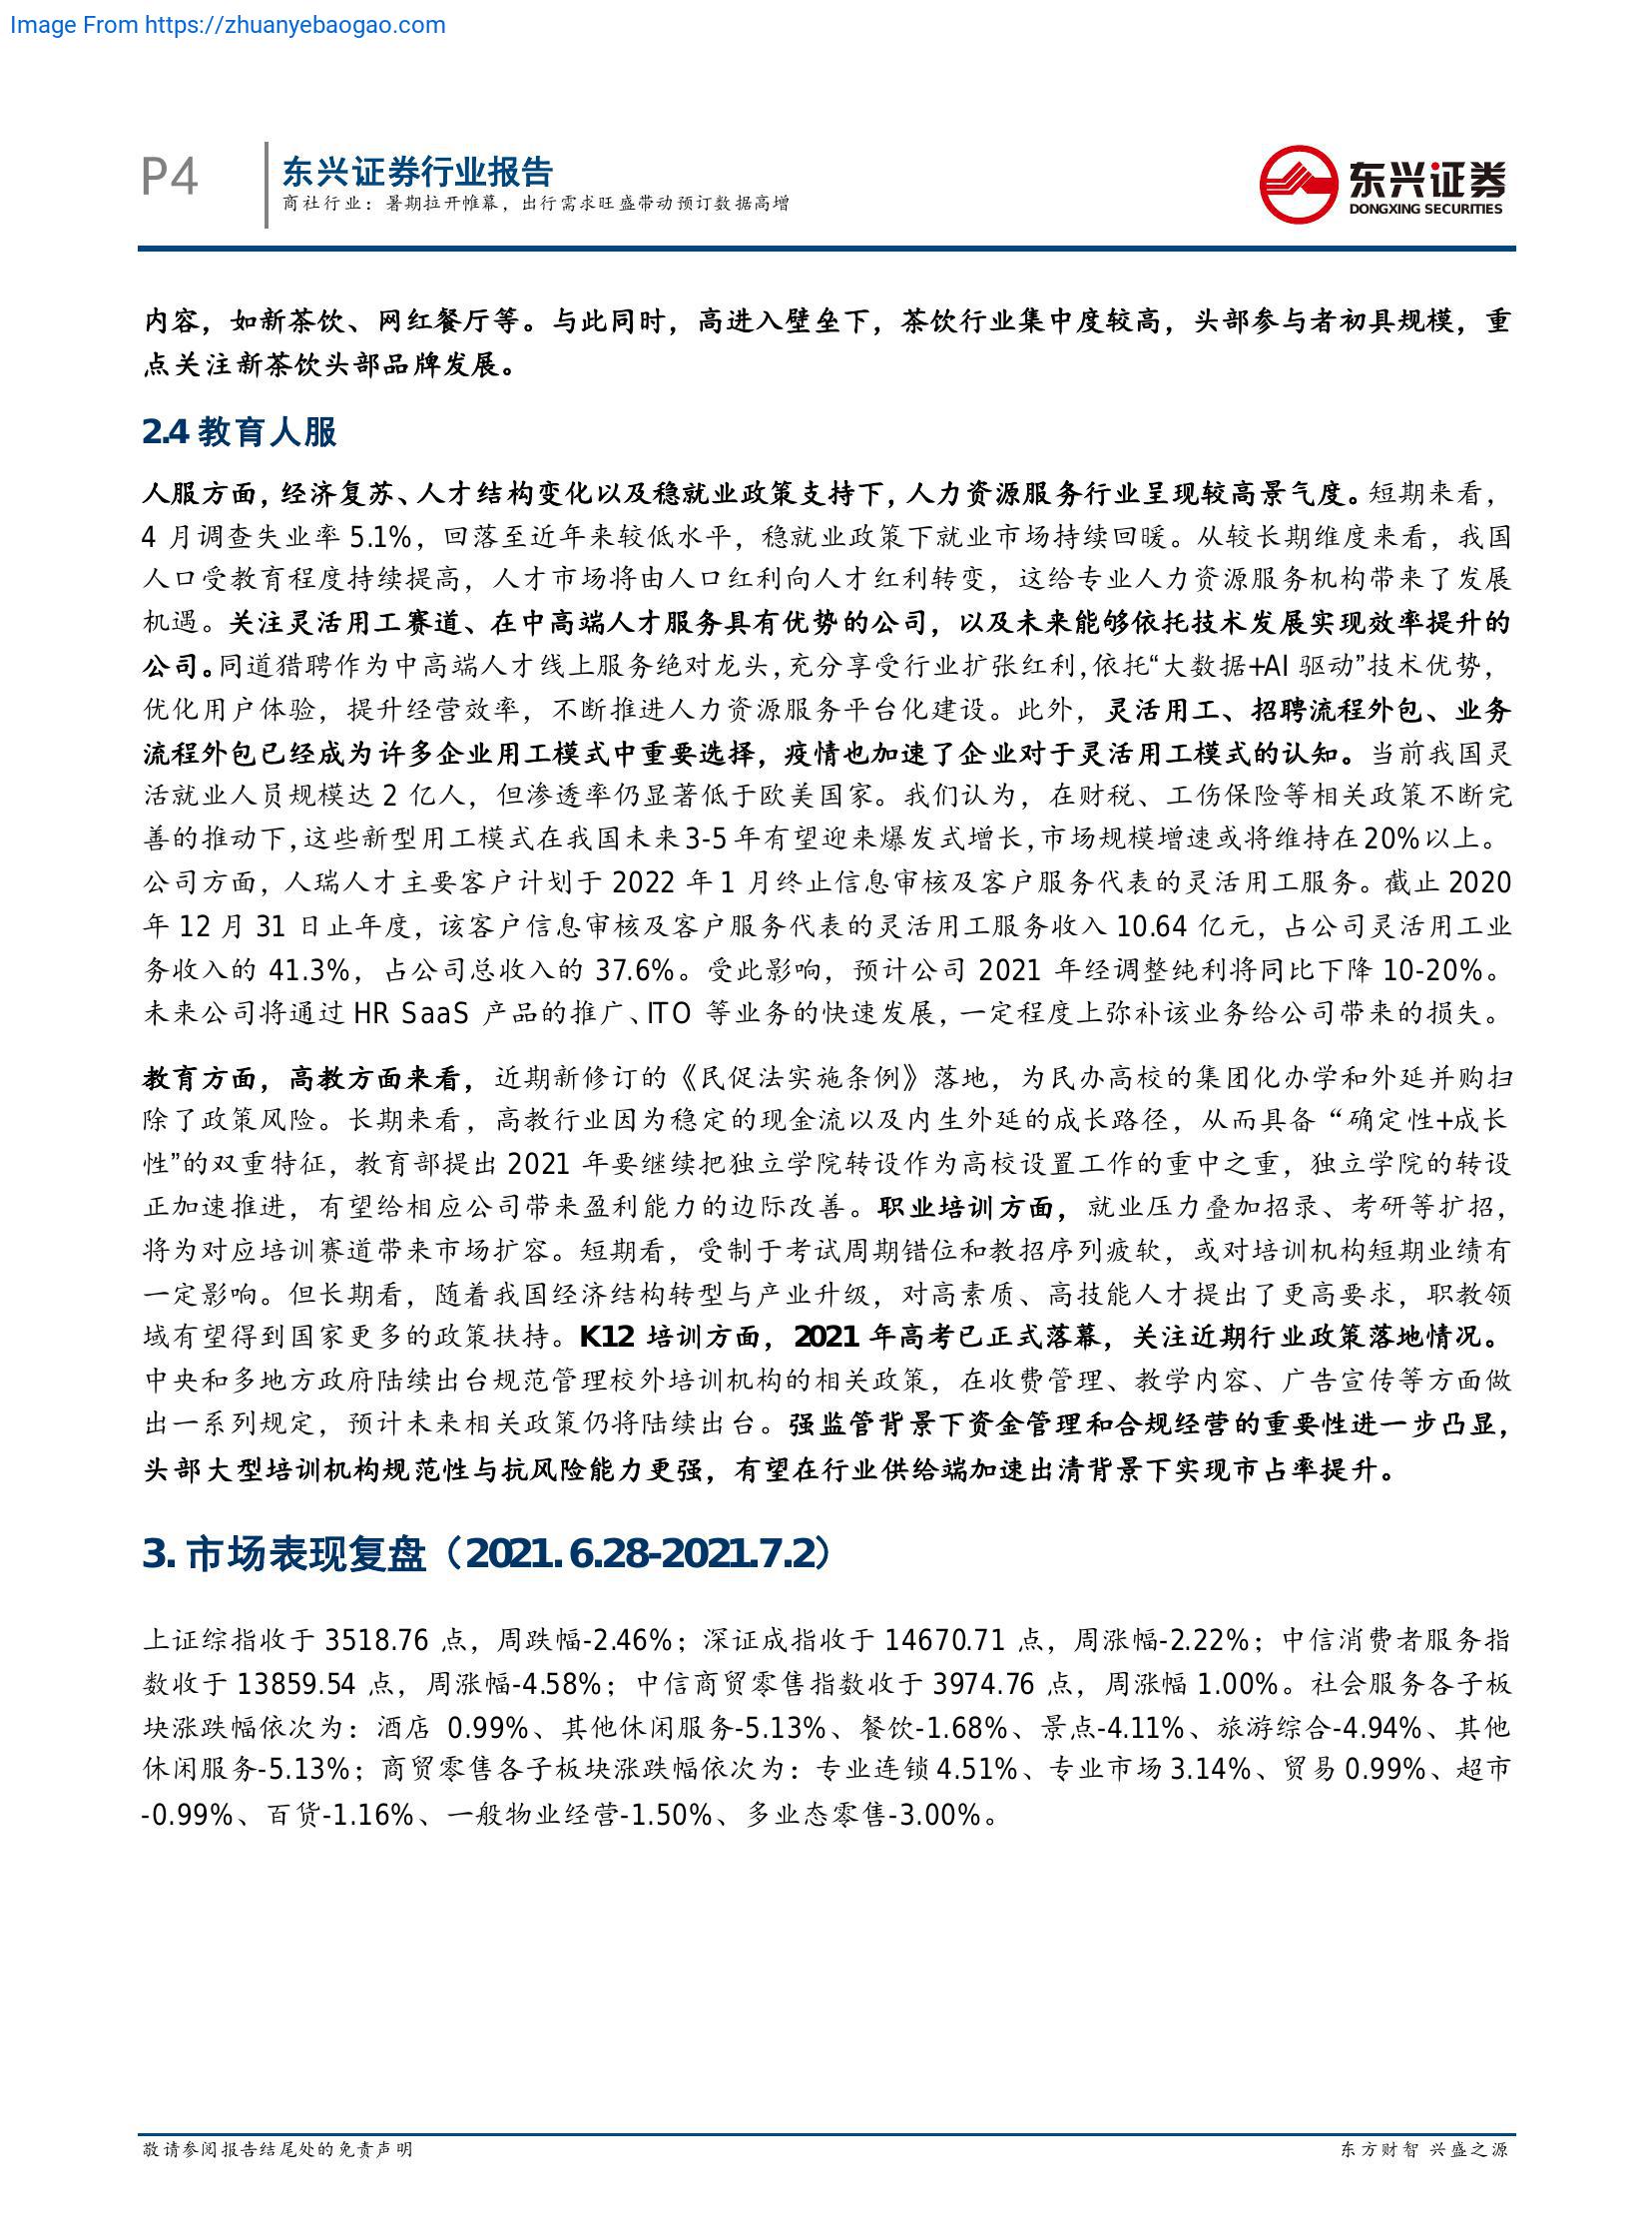 Image From https://zhuanyebaogao.com
P4
东兴证券行业报告
商社行业：暑期拉开帷幕，出行需求旺盛带动预订数据高增
东兴证券
DONGXING SECURITIES
内容，如新茶饮、网红餐厅等。与此同时，高进入壁垒下，茶饮行业集中度较高，头部参与者初具规模，重
点关注新茶饮头部品牌发展。
2.4 教育人服
人服方面，经济复苏、人才结构变化以及稳就业政策支持下，人力资源服务行业呈现较高景气度。短期来看，
4 月调查失业率 5.1%，回落至近年来较低水平，稳就业政策下就业市场持续回暖。从较长期维度来看，我国
人口受教育程度持续提高，人才市场将由人口红利向人才红利转变，这给专业人力资源服务机构带来了发展
机遇。关注灵活用工赛道、在中高端人才服务具有优势的公司，以及未来能够依托技术发展实现效率提升的
公司。同道猎聘作为中高端人才线上服务绝对龙头，充分享受行业扩张红利，依托“大数据+AI 驱动”技术优势，
优化用户体验，提升经营效率，不断推进人力资源服务平台化建设。此外，灵活用工、招聘流程外包、业务
流程外包已经成为许多企业用工模式中重要选择，疫情也加速了企业对于灵活用工模式的认知。当前我国灵
活就业人员规模达 2 亿人，但渗透率仍显著低于欧美国家。我们认为，在财税、工伤保险等相关政策不断完
善的推动下，这些新型用工模式在我国未来 3-5 年有望迎来爆发式增长，市场规模增速或将维持在 20%以上。
公司方面，人瑞人才主要客户计划于 2022 年 1 月终止信息审核及客户服务代表的灵活用工服务。截止 2020
年 12 月 31 日止年度，该客户信息审核及客户服务代表的灵活用工服务收入 10.64 亿元，占公司灵活用工业
务收入的 41.3%，占公司总收入的 37.6%。受此影响，预计公司 2021 年经调整纯利将同比下降 10-20%。
未来公司将通过 HR SaaS 产品的推广、ITO 等业务的快速发展，一定程度上弥补该业务给公司带来的损失。
教育方面，高教方面来看，近期新修订的《民促法实施条例》落地，为民办高校的集团化办学和外延并购扫
除了政策风险。长期来看，高教行业因为稳定的现金流以及内生外延的成长路径，从而具备“确定性+成长
性”的双重特征，教育部提出 2021 年要继续把独立学院转设作为高校设置工作的重中之重，独立学院的转设
正加速推进，有望给相应公司带来盈利能力的边际改善。职业培训方面，就业压力叠加招录、考研等扩招，
将为对应培训赛道带来市场扩容。短期看，受制于考试周期错位和教招序列疲软，或对培训机构短期业绩有
一定影响。但长期看，随着我国经济结构转型与产业升级，对高素质、高技能人才提出了更高要求，职教领
域有望得到国家更多的政策扶持。K12 培训方面，2021 年高考已正式落幕，关注近期行业政策落地情况。
中央和多地方政府陆续出台规范管理校外培训机构的相关政策，在收费管理、教学内容、广告宣传等方面做
出一系列规定，预计未来相关政策仍将陆续出台。强监管背景下资金管理和合规经营的重要性进一步凸显，
头部大型培训机构规范性与抗风险能力更强，有望在行业供给端加速出清背景下实现市占率提升。
3. 市场表现复盘（2021. 6.28-2021.7.2）
上证综指收于 3518.76 点，周跌幅-2.46%；深证成指收于 14670.71 点，周涨幅-2.22%；中信消费者服务指
数收于 13859.54 点，周涨幅-4.58%；中信商贸零售指数收于 3974.76 点，周涨幅 1.00%。社会服务各子板
块涨跌幅依次为：酒店 0.99%、其他休闲服务-5.13%、餐饮-1.68%、景点-4.11%、旅游综合-4.94%、其他
休闲服务-5.13%；商贸零售各子板块涨跌幅依次为：专业连锁 4.51%、专业市场 3.14%、贸易 0.99%、超市
-0.99%、百货-1.16%、一般物业经营-1.50%、多业态零售-3.00%。
敬请参阅报告结尾处的免责声明
东方财智 兴盛之源